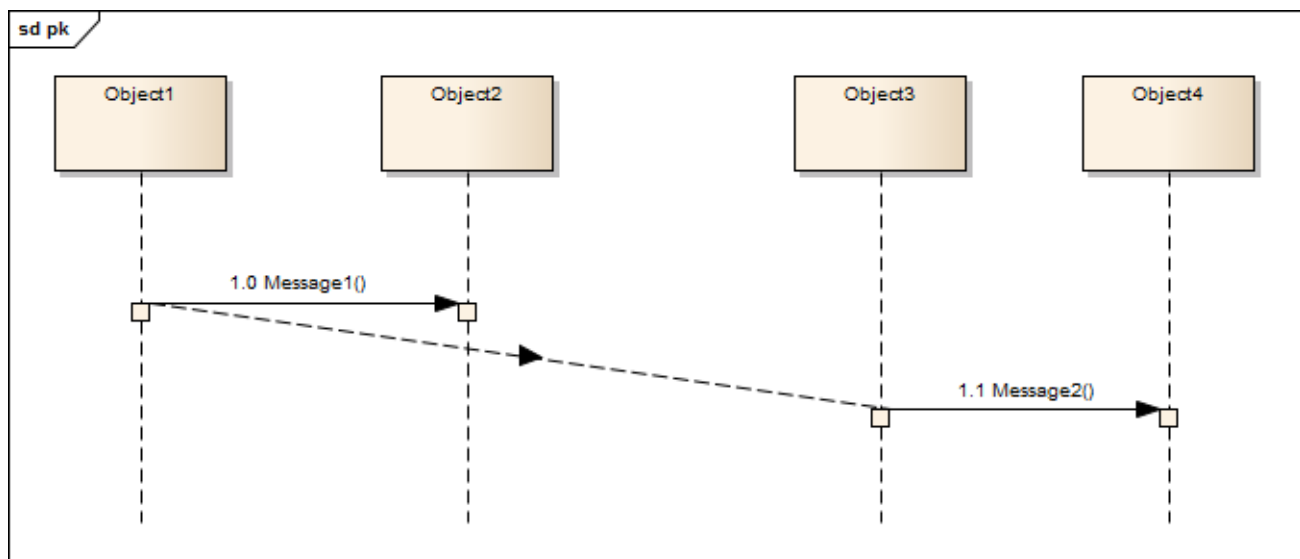 sd pk
Object1
Object2
Object3
Object4
1.0 Message1()
1.1 Message2()